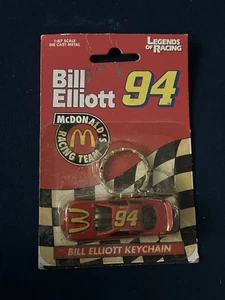 1:87 SCALE
DIE CAST METAL
LEGENDS
OF RACING
Bill
Elliott 94
McDONALD'S
RACING TEAM
94
BILL ELLIOTT KEYCHAIN